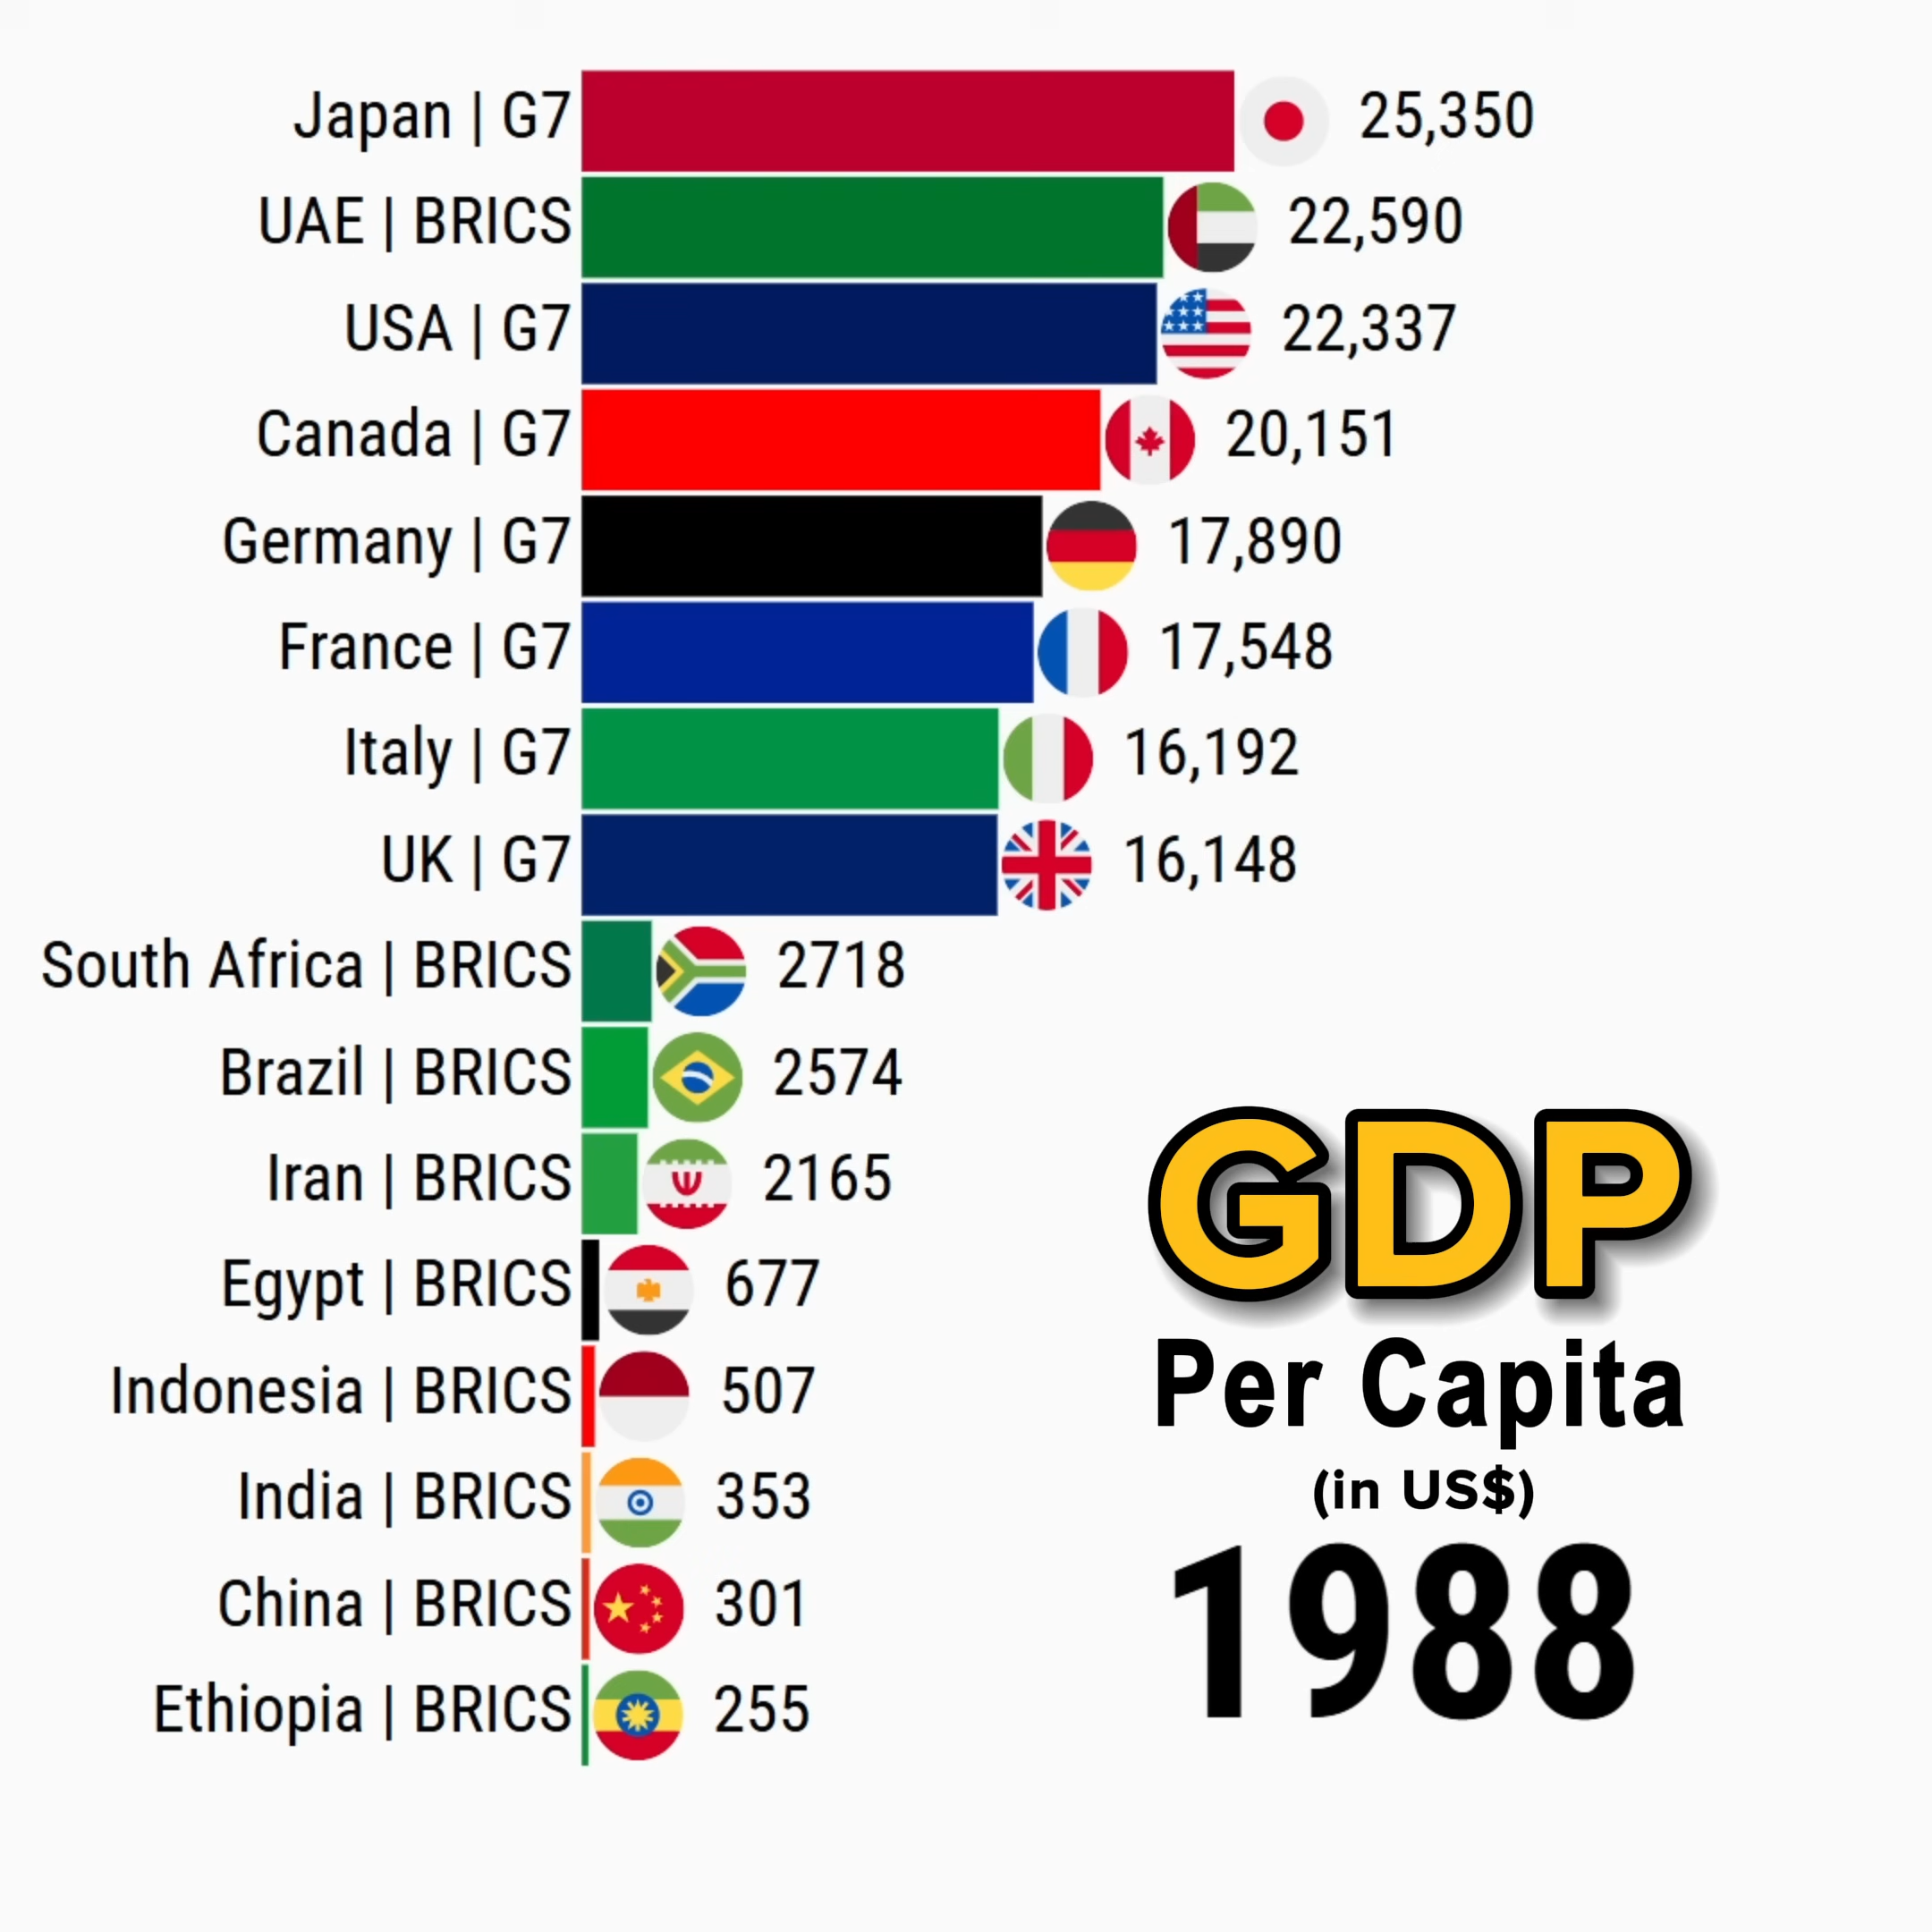 Japan | G7 25,350
UAE | BRICS 22,590
USA | G7 22,337
Canada | G7 20,151
Germany | G7 17,890
France | G7 17,548
Italy | G7 16,192
UK | G7 16,148
South Africa | BRICS 2718
Brazil | BRICS 2574
Iran | BRICS 2165
Egypt | BRICS 677
Indonesia | BRICS 507
India | BRICS 353
China | BRICS 301
Ethiopia | BRICS 255
GDP
Per Capita
(in US$)
1988